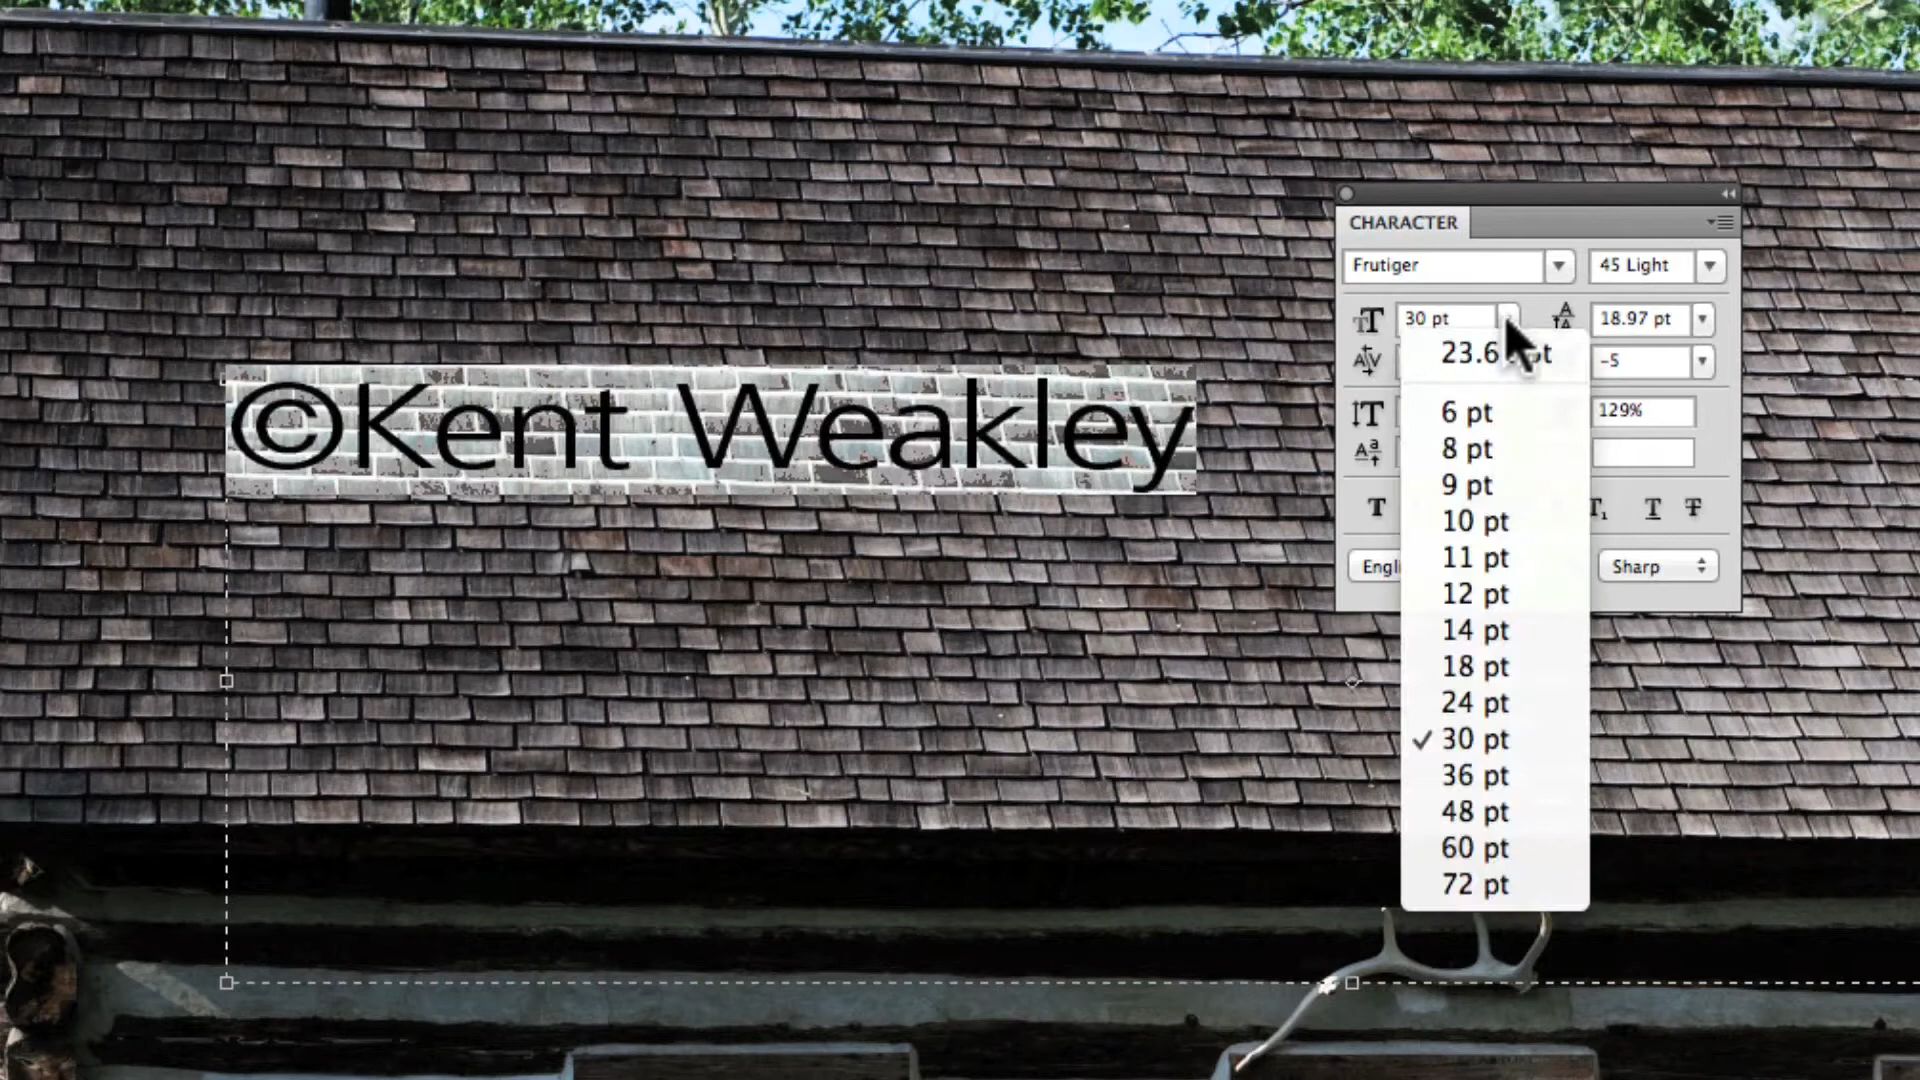 CHARACTER
Frutiger
45 Light
30 pt
18.97 pt
-5
6 pt
129%
8 pt
9 pt
10 pt
11 pt
Sharp
12 pt
14 pt
18 pt
24 pt
30 pt
36 pt
48 pt
60 pt
72 pt
©Kent Weakley